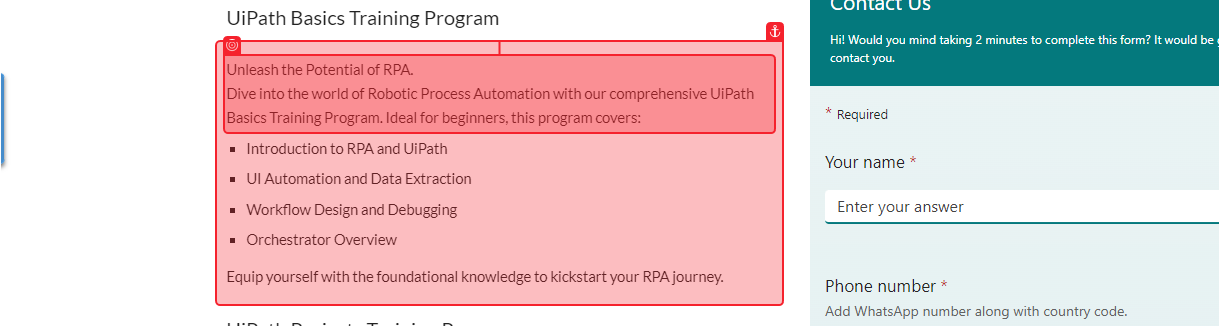 UiPath Basics Training Program
Unleash the Potential of RPA.
Dive into the world of Robotic Process Automation with our comprehensive UiPath
Basics Training Program. Ideal for beginners, this program covers:
▪ Introduction to RPA and UiPath
▪ UI Automation and Data Extraction
▪ Workflow Design and Debugging
▪ Orchestrator Overview
Equip yourself with the foundational knowledge to kickstart your RPA journey.
Contact Us
Hi! Would you mind taking 2 minutes to complete this form? It would be
contact you.
* Required
Your name *
Enter your answer
Phone number *
Add WhatsApp number along with country code.